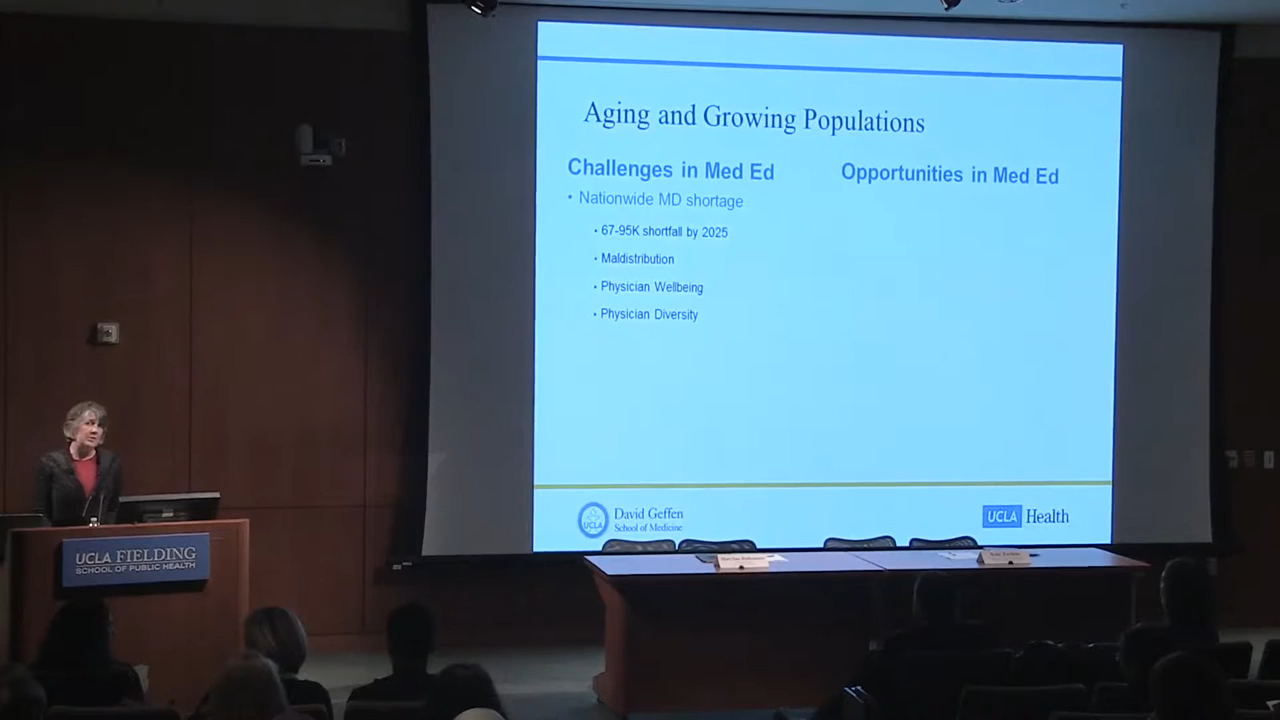 Aging and Growing Populations
Challenges in Med Ed
• Nationwide MD shortage
• 67-95K shortfall by 2025
• Maldistribution
• Physician Wellbeing
• Physician Diversity
Opportunities in Med Ed
UCLA
David Geffen
School of Medicine
UCLA Health
UCLA FIELDING
SCHOOL OF PUBLIC HEALTH